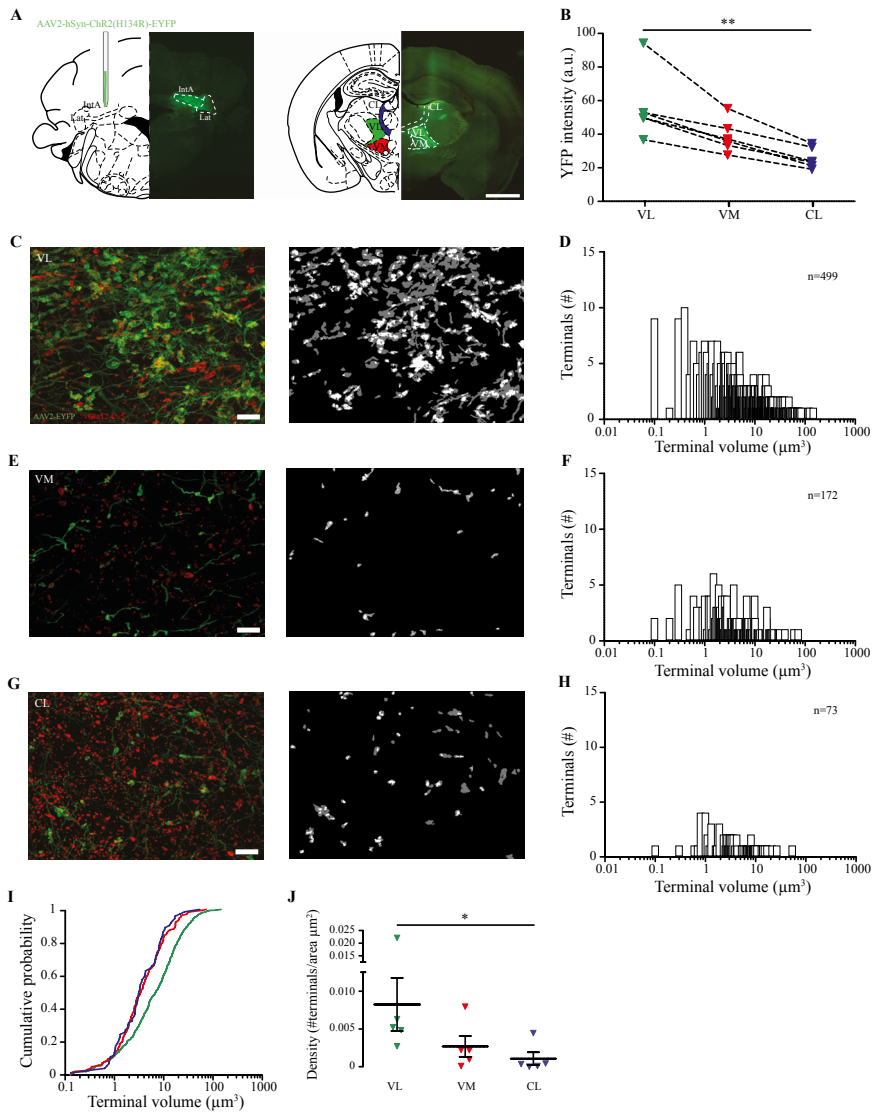 A
AAV2-hSyn-ChR2(H134R)-EYFP
IntA
Lat
IntA
Lat
CL
VL
CL
VL
VM
B
**
YFP intensity (a.u.)
100
80
60
40
20
0
VL
VM
CL
C
VL
AAV2-EYFP
D
Terminals (#)
15
10
5
0
n=499
0.01
0.1
1
10
100
1000
Terminal volume (µm³)
E
VM
F
Terminals (#)
15
10
5
0
n=172
0.01
0.1
1
10
100
1000
Terminal volume (µm³)
G
CL
H
Terminals (#)
15
10
5
0
n=73
0.01
0.1
1
10
100
1000
Terminal volume (µm³)
I
Cumulative probability
1
0.8
0.6
0.4
0.2
0
0.1
1
10
100
1000
Terminal volume (µm³)
J
*
Density (#terminals/area µm²)
0.025
0.020
0.015
0.010
0.005
0
VL
VM
CL